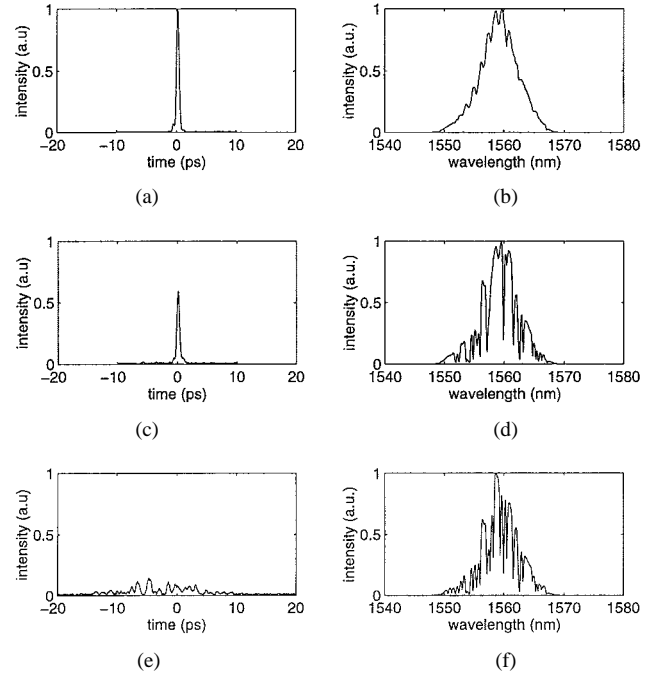 1
0.5
0
intensity (a.u)
−20 −10 0 10 20
time (ps)
(a)
1
0.5
0
intensity (a.u.)
1540 1550 1560 1570 1580
wavelength (nm)
(b)
1
0.5
0
intensity (a.u)
−20 −10 0 10 20
time (ps)
(c)
1
0.5
0
intensity (a.u.)
1540 1550 1560 1570 1580
wavelength (nm)
(d)
1
0.5
0
intensity (a.u)
−20 −10 0 10 20
time (ps)
(e)
1
0.5
0
intensity (a.u.)
1540 1550 1560 1570 1580
wavelength (nm)
(f)